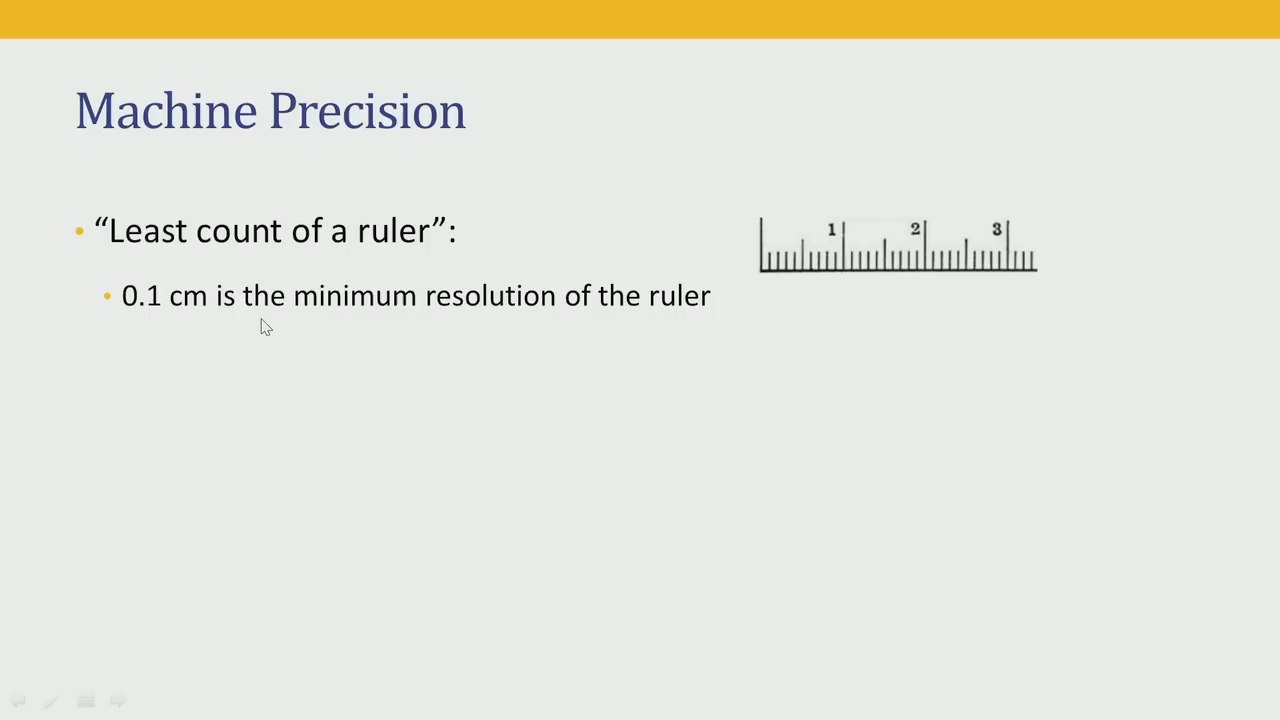 Machine Precision
• “Least count of a ruler”:
1 2 3
• 0.1 cm is the minimum resolution of the ruler